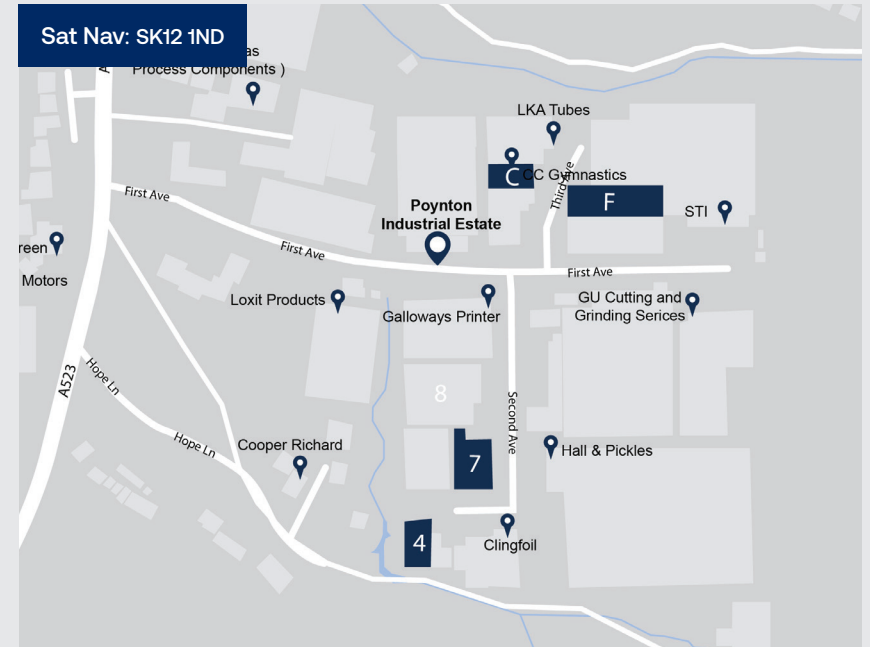 Sat Nav: SK12 1ND
as
Process Components )
A
LKA Tubes
C
CC Gymnastics
Third Ave
F
STI
First Ave
Poynton
Industrial Estate
First Ave
First Ave
reen
Motors
Loxit Products
Galloways Printer
GU Cutting and
Grinding Serices
A523
Hope Ln
8
Second Ave
Hope Ln
Cooper Richard
7
Hall & Pickles
4
Clingfoil